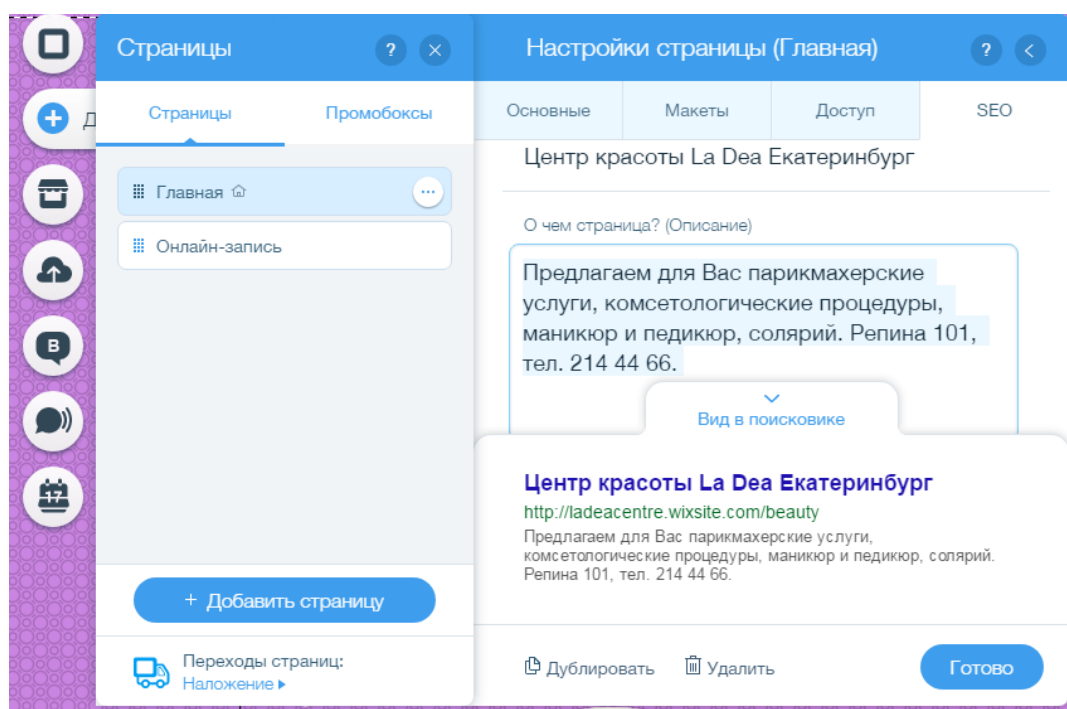 Страницы
?
×
Страницы
Промобоксы
Главная
...
Онлайн-запись
+ Добавить страницу
Переходы страниц:
Наложение
Д
B
17
Настройки страницы (Главная)
?
<
Основные
Макеты
Доступ
SEO
Центр красоты La Dea Екатеринбург
О чем страница? (Описание)
Предлагаем для Вас парикмахерские
услуги, комсетологические процедуры,
маникюр и педикюр, солярий. Репина 101,
тел. 214 44 66.
Вид в поисковике
Центр красоты La Dea Екатеринбург
http://ladeacentre.wixsite.com/beauty
Предлагаем для Вас парикмахерские услуги,
комсетологические процедуры, маникюр и педикюр, солярий.
Репина 101, тел. 214 44 66.
Дублировать
Удалить
Готово